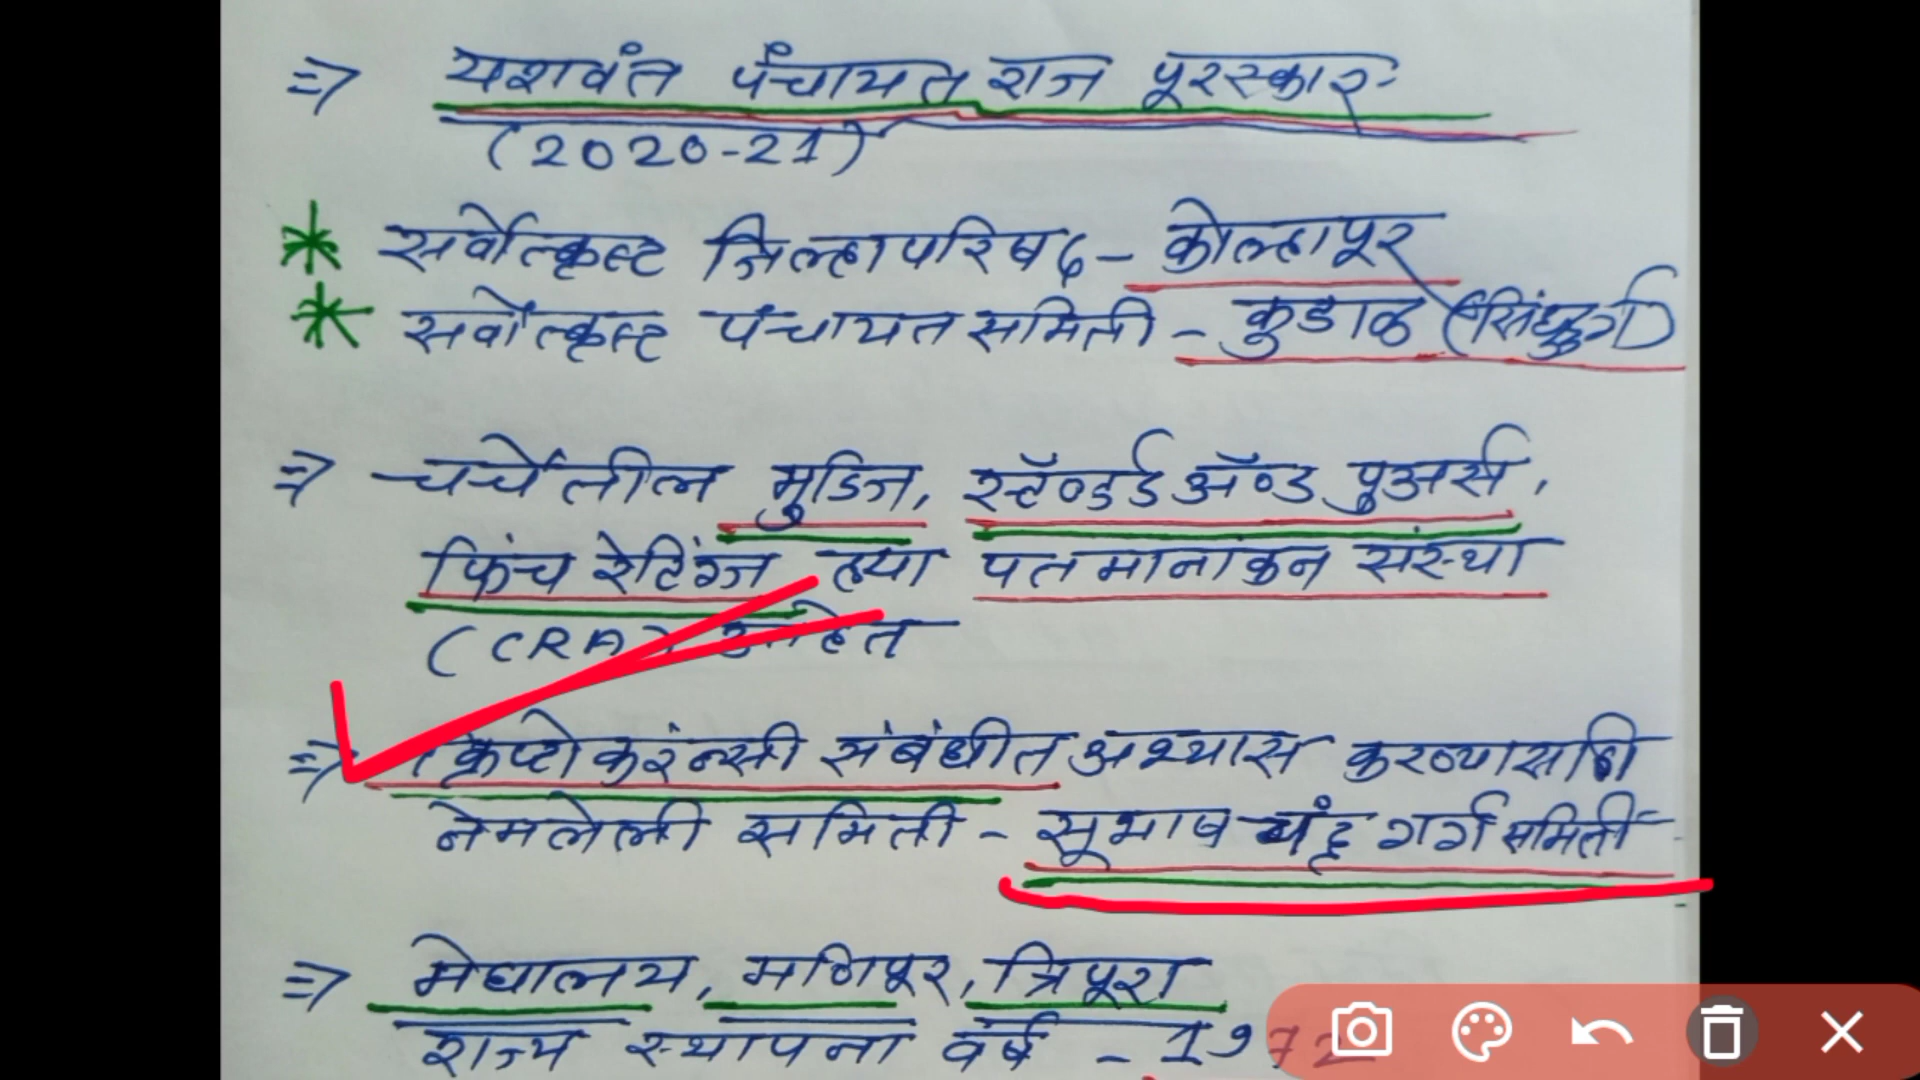 => यशवंत पंचायत राज पूरस्कार
(2020-21)
* सर्वोत्कृष्ट जिल्हा परिषद - कोल्हापूर
* सर्वोत्कृष्ट पंचायत समिती - कुडाळ (सिंधुदुर्ग)
=> चर्चेतील मुडिज, स्टॅण्डर्ड ॲण्ड पुअर्स,
फिंच रेटिंग्ज ह्या पतमानांकन संस्था
(CRA) आहेत
=> क्रिप्टोकरंन्सी संबंधीत अभ्यास करण्यासाठी
नेमलेली समिती - सूभाष चंद्र गर्ग समिती
=> मेघालय, मणिपूर, त्रिपूरा
राज्य स्थापना वर्ष - 1972